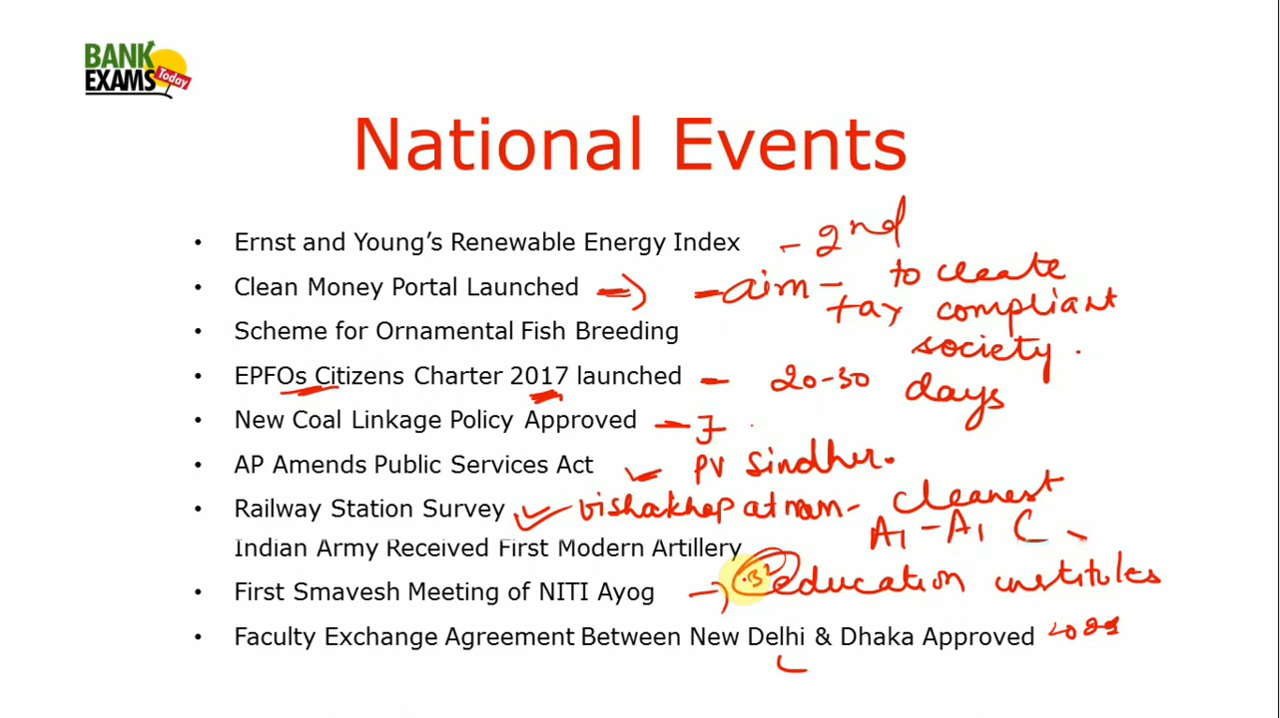 BANK
EXAMS Today
National Events
• Ernst and Young’s Renewable Energy Index - 2nd
• Clean Money Portal Launched - aim - to create
tax compliant
• Scheme for Ornamental Fish Breeding
society.
• EPFOs Citizens Charter 2017 launched - 20-30 days
• New Coal Linkage Policy Approved -
• AP Amends Public Services Act PV Sindhu.
• Railway Station Survey vishakhapatnam - cleanest
A1 - A1 C
Indian Army Received First Modern Artillery
• First Smavesh Meeting of NITI Ayog 32 education institutes
• Faculty Exchange Agreement Between New Delhi & Dhaka Approved